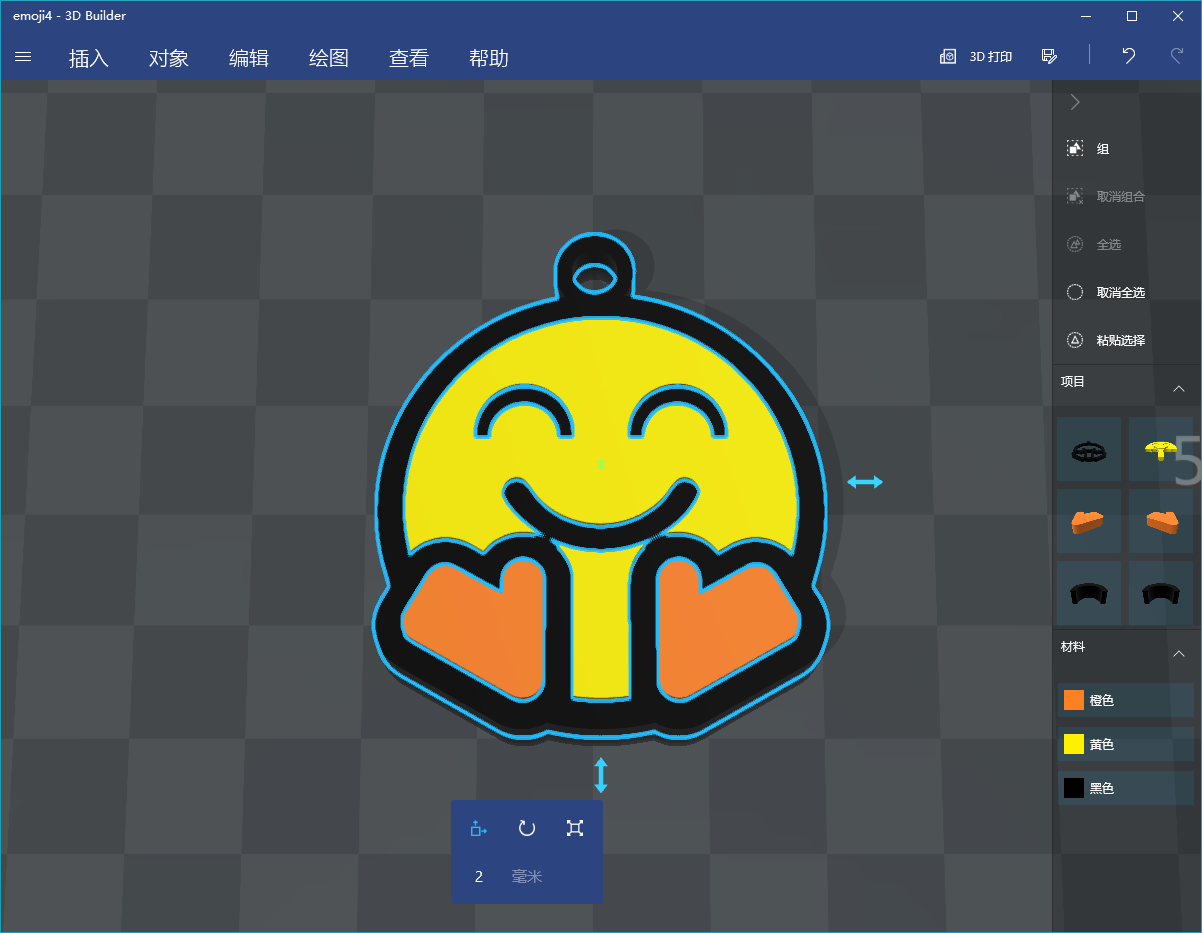 emoji4 - 3D Builder
插入 对象 编辑 绘图 查看 帮助 3D 打印
组
取消组合
全选
取消全选
粘贴选择
项目
5
材料
橙色
黄色
黑色
2 毫米